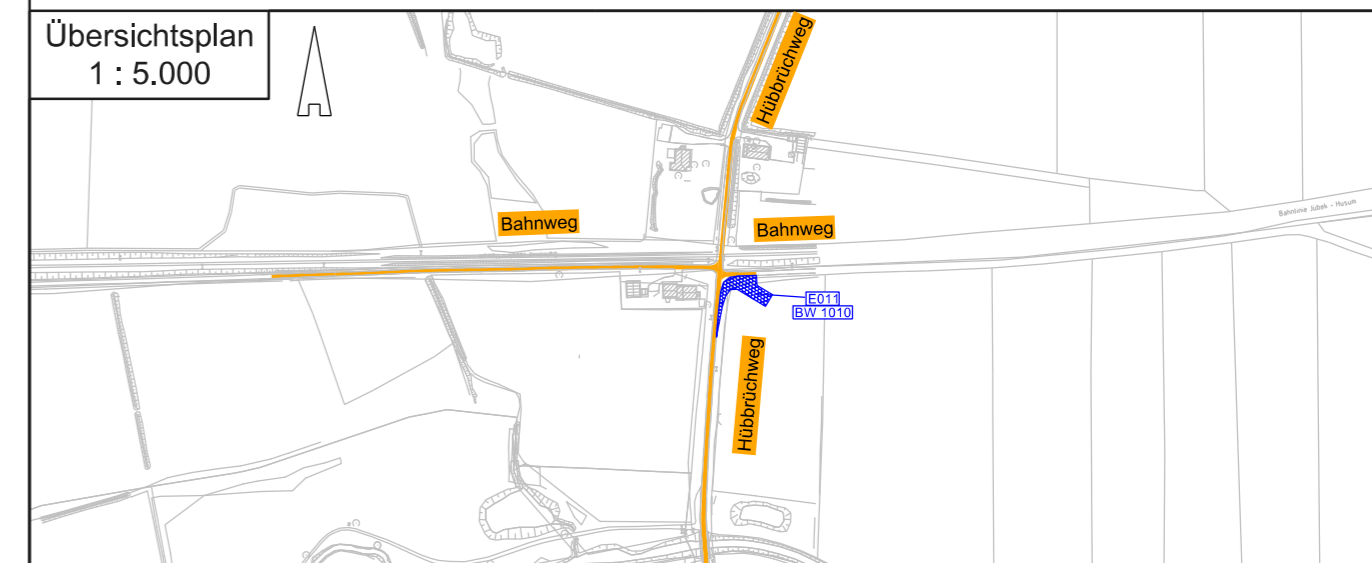 Übersichtsplan
1 : 5.000
Hübbrüchweg
Bahnweg
Bahnweg
Bahnlinie Jübek - Husum
E011
BW 1010
Hübbrüchweg